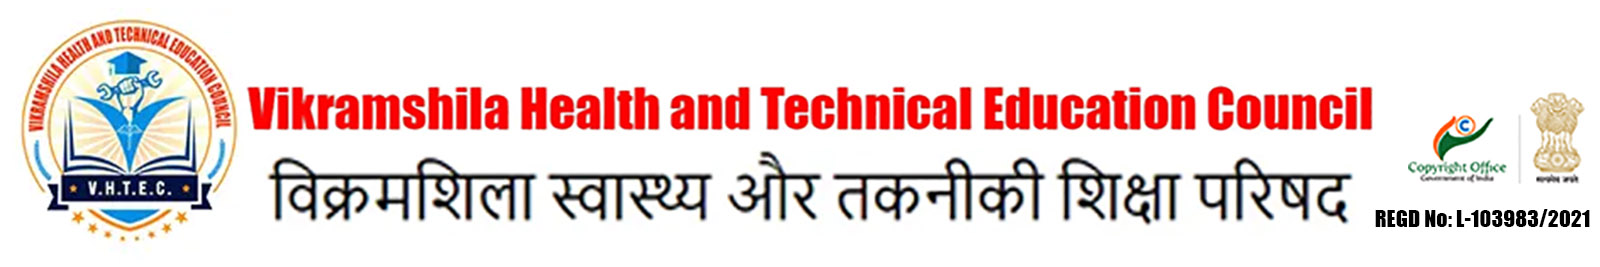 VIKRAMSHILA HEALTH AND TECHNICAL EDUCATION COUNCIL
V.H.T.E.C.
Vikramshila Health and Technical Education Council
विक्रमशिला स्वास्थ्य और तकनीकी शिक्षा परिषद
C
Copyright Office
Government of India
सत्यमेव जयते
REGD No: L-103983/2021